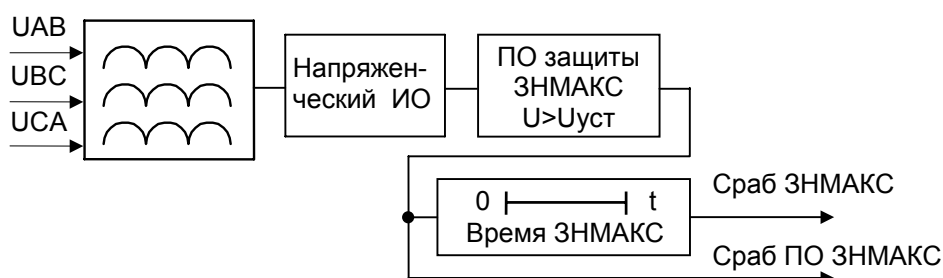 UAB
UBC
UCA
Напряжен-
ческий ИО
ПО защиты
ЗНМАКС
U>Uуст
0 t
Время ЗНМАКС
Сраб ЗНМАКС
Сраб ПО ЗНМАКС